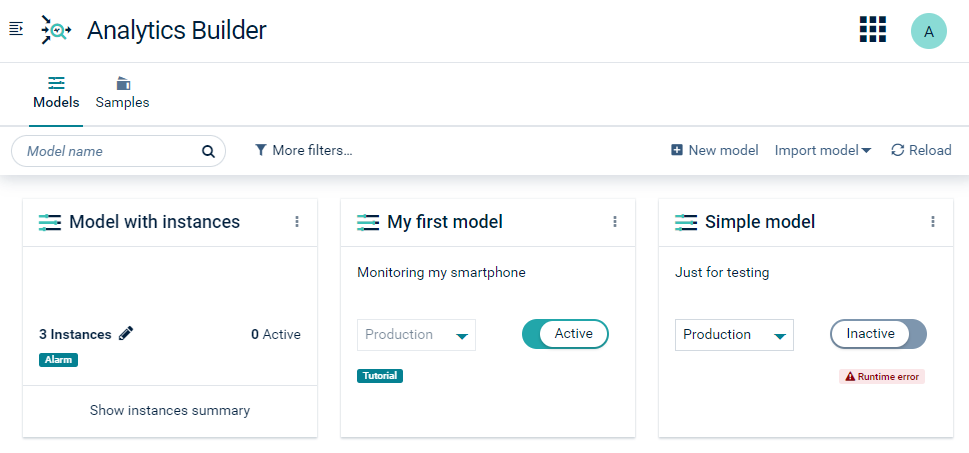 Analytics Builder
A
Models
Samples
Model name
More filters...
New model
Import model
Reload
Model with instances
3 Instances
0 Active
Alarm
Show instances summary
My first model
Monitoring my smartphone
Production
Active
Tutorial
Simple model
Just for testing
Production
Inactive
Runtime error